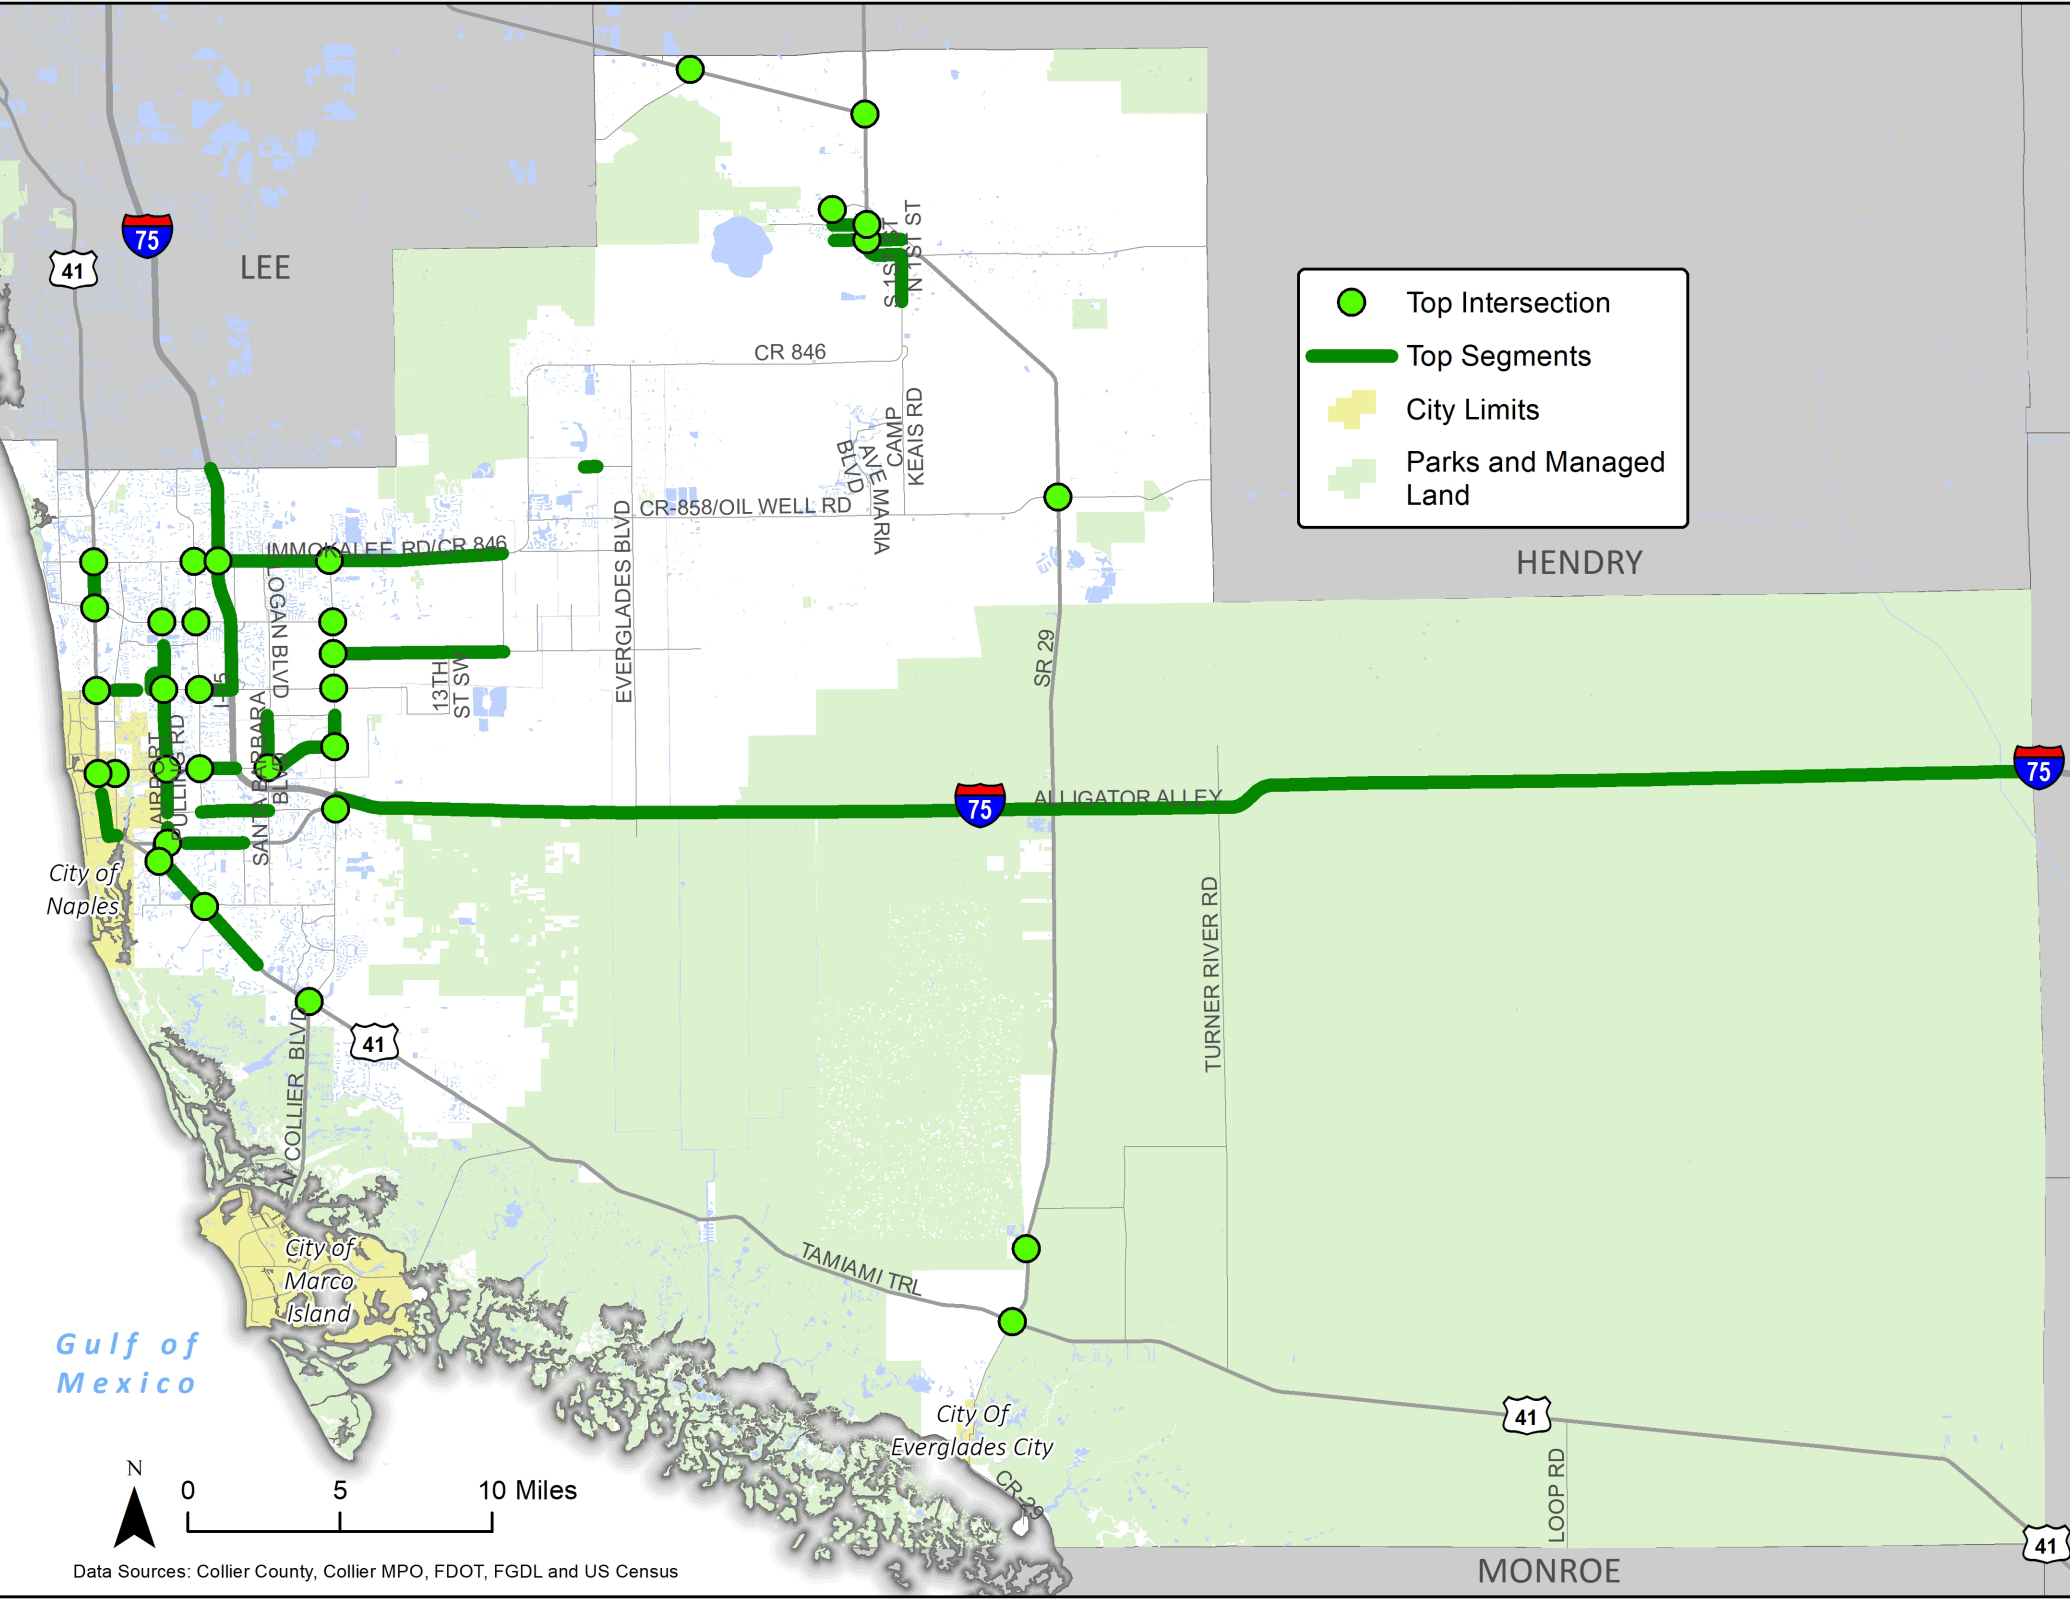 75
41
LEE
S 1ST ST
N 1ST ST
Top Intersection
Top Segments
City Limits
Parks and Managed
Land
CR 846
CAMP
KEAIS RD
AVE MARIA
BLVD
CR-858/OIL WELL RD
HENDRY
IMMOKALEE RD/CR 846
LOGAN BLVD
EVERGLADES BLVD
13TH
ST SW
SR 29
I-75
AIRPORT
PULLING RD
SANTA BARBARA
BLVD
75
ALLIGATOR ALLEY
75
City of
Naples
TURNER RIVER RD
41
N COLLIER BLVD
City of
Marco
Island
TAMIAMI TRL
Gulf of
Mexico
City Of
Everglades City
41
CR-29
LOOP RD
N
0 5 10 Miles
41
Data Sources: Collier County, Collier MPO, FDOT, FGDL and US Census
MONROE